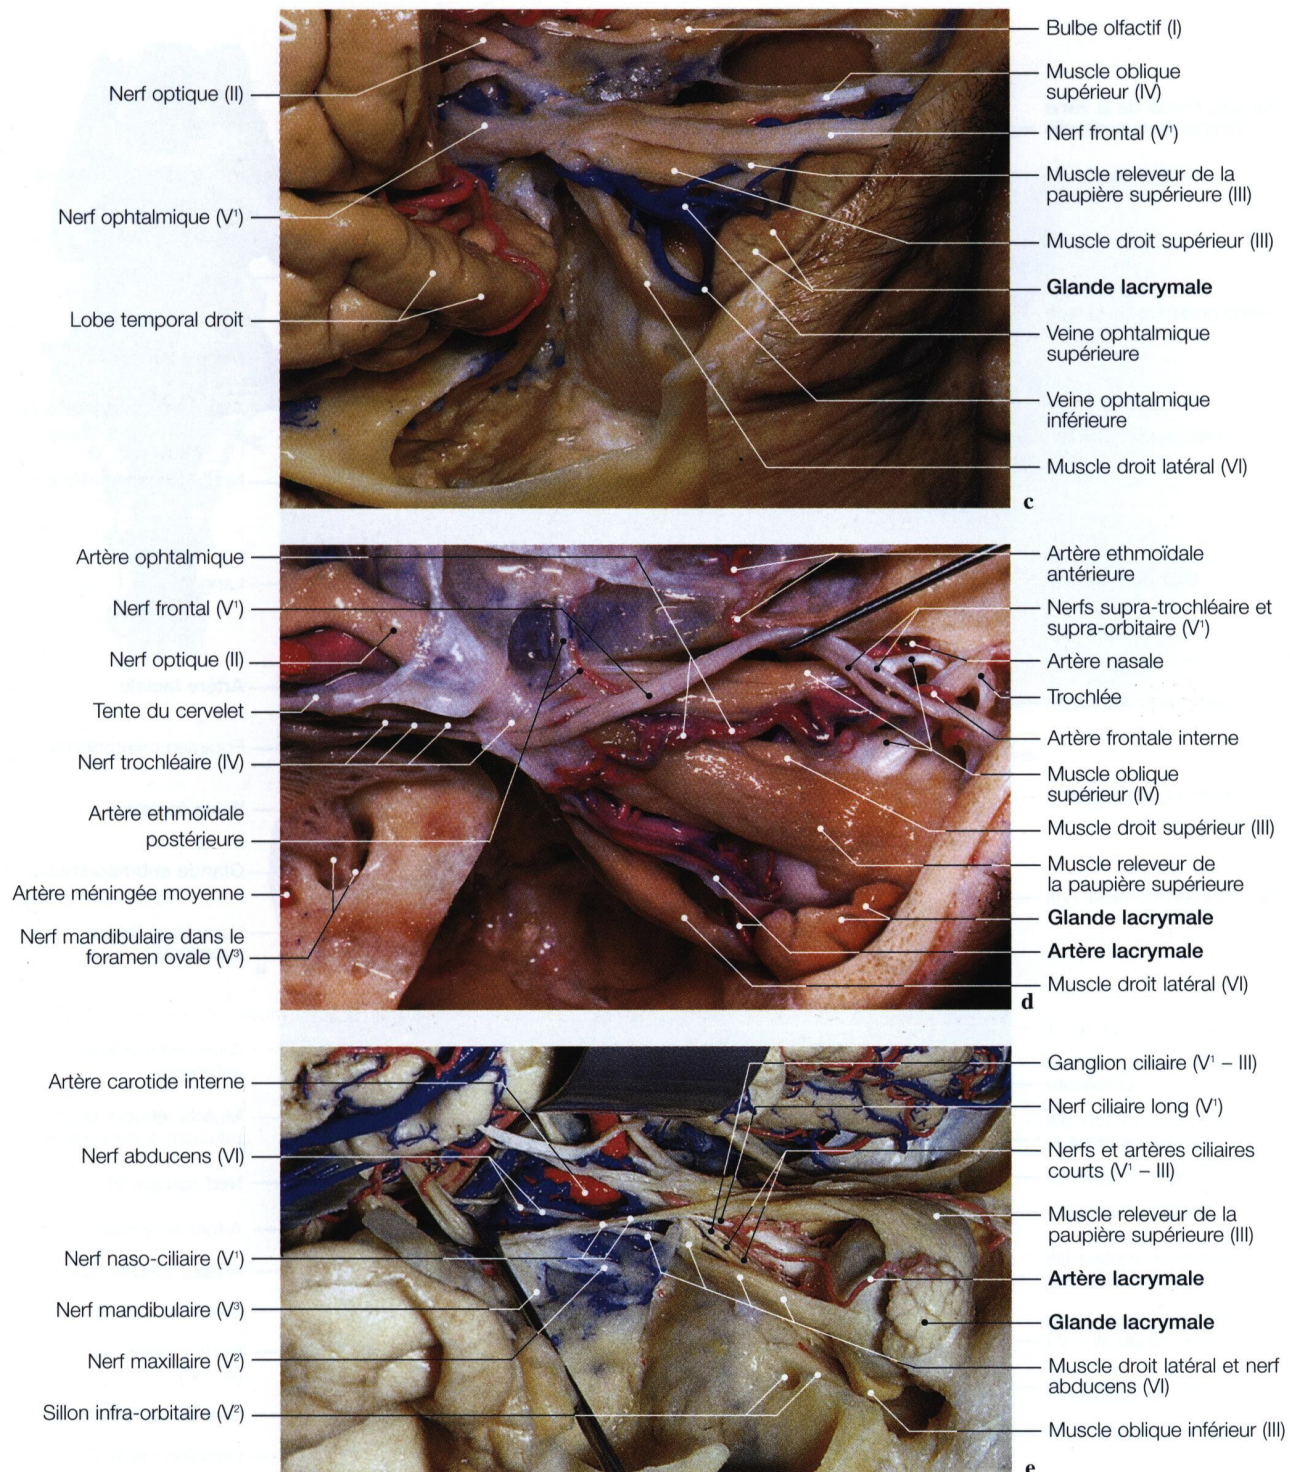 Nerf optique (II)
Nerf ophtalmique (V¹)
Lobe temporal droit
Bulbe olfactif (I)
Muscle oblique
supérieur (IV)
Nerf frontal (V¹)
Muscle releveur de la
paupière supérieure (III)
Muscle droit supérieur (III)
Glande lacrymale
Veine ophtalmique
supérieure
Veine ophtalmique
inférieure
Muscle droit latéral (VI)
c
Artère ophtalmique
Nerf frontal (V¹)
Nerf optique (II)
Tente du cervelet
Nerf trochléaire (IV)
Artère ethmoïdale
postérieure
Artère méningée moyenne
Nerf mandibulaire dans le
foramen ovale (V³)
Artère ethmoïdale
antérieure
Nerfs supra-trochléaire et
supra-orbitaire (V¹)
Artère nasale
Trochlée
Artère frontale interne
Muscle oblique
supérieur (IV)
Muscle droit supérieur (III)
Muscle releveur de
la paupière supérieure
Glande lacrymale
Artère lacrymale
Muscle droit latéral (VI)
d
Artère carotide interne
Nerf abducens (VI)
Nerf naso-ciliaire (V¹)
Nerf mandibulaire (V³)
Nerf maxillaire (V²)
Sillon infra-orbitaire (V²)
Ganglion ciliaire (V¹ – III)
Nerf ciliaire long (V¹)
Nerfs et artères ciliaires
courts (V¹ – III)
Muscle releveur de la
paupière supérieure (III)
Artère lacrymale
Glande lacrymale
Muscle droit latéral et nerf
abducens (VI)
Muscle oblique inférieur (III)
e